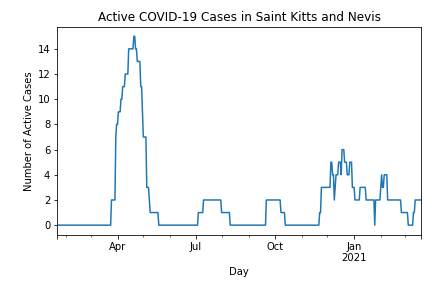 Active COVID-19 Cases in Saint Kitts and Nevis
Number of Active Cases
14
12
10
8
6
4
2
0
Apr
Jul
Oct
Jan
2021
Day